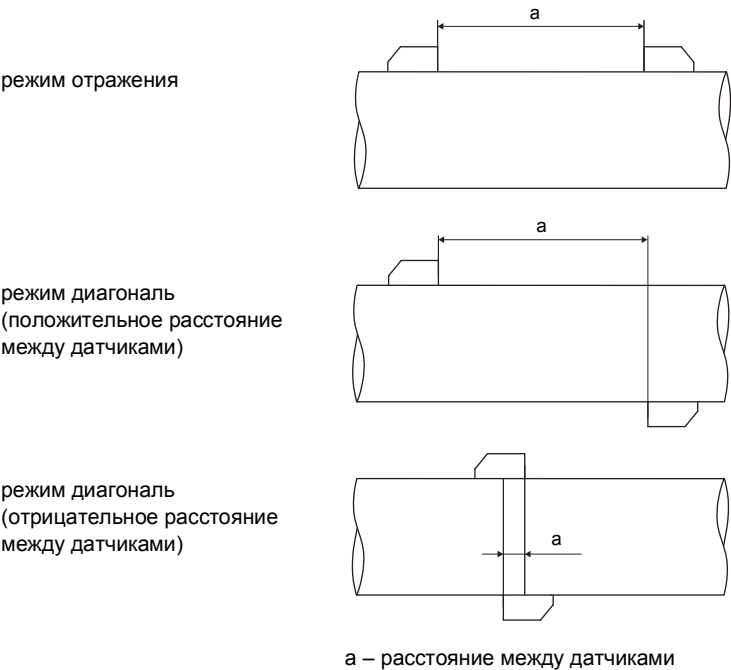 a
режим отражения
a
режим диагональ
(положительное расстояние
между датчиками)
режим диагональ
(отрицательное расстояние
между датчиками)
a
a – расстояние между датчиками